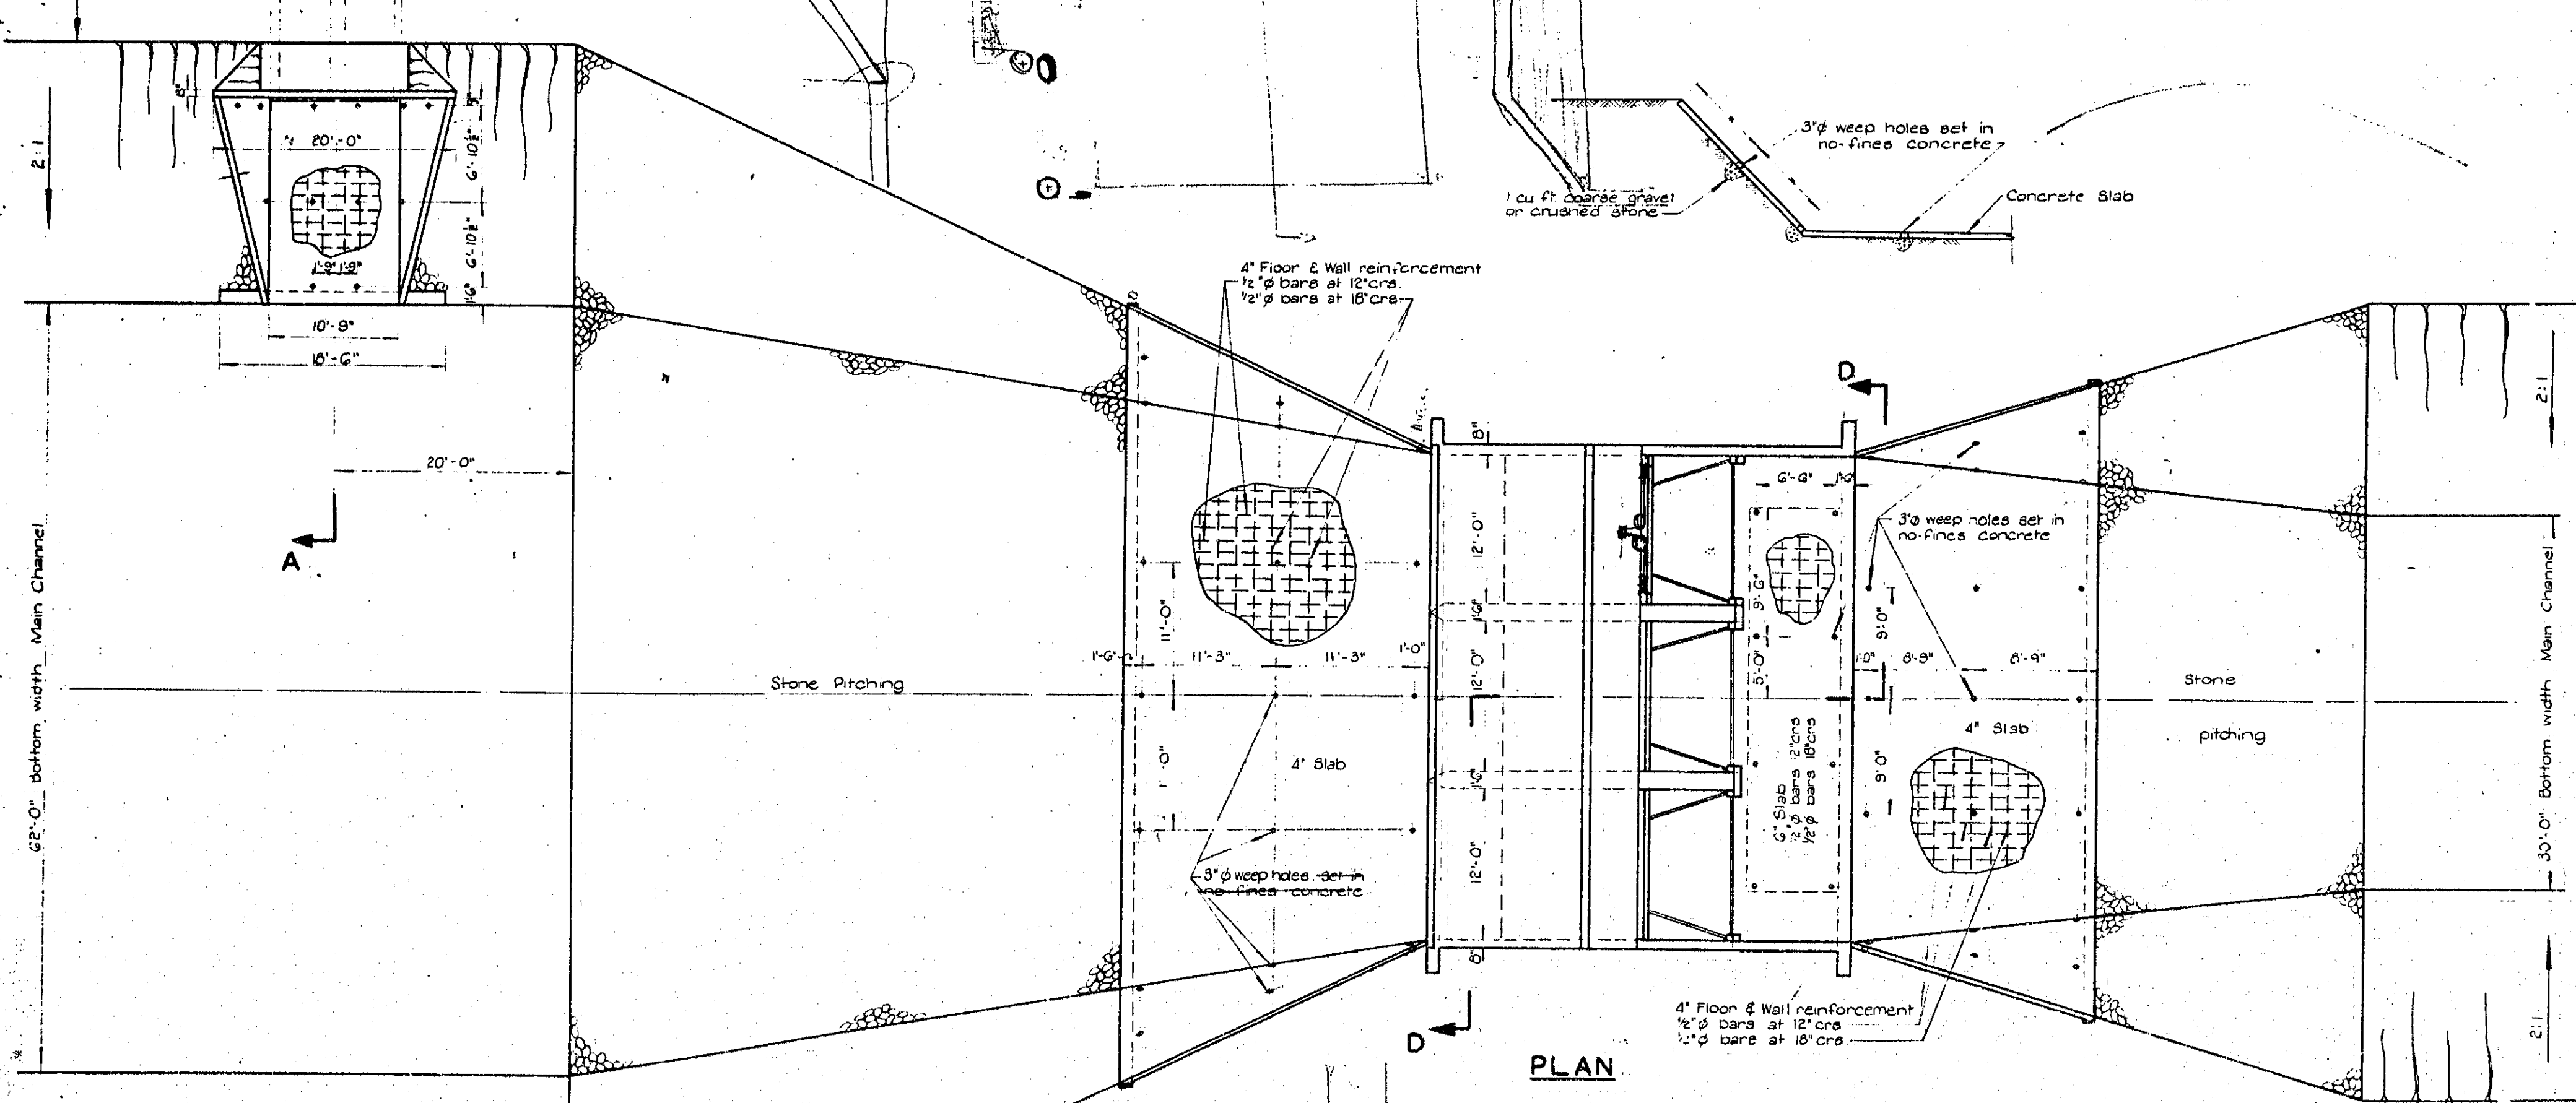 2:1
8"
20'-0"
9"
6'-10½"
6'-10½"
1'-9" 1'-9"
1'6"
10'-9"
18'-6"
20'-0"
A
62'-0" Bottom width Main Channel
Stone Pitching
4" Floor & Wall reinforcement
½"ø bars at 12"crs.
½"ø bars at 18"crs
3"ø weep holes set in
no-fines concrete
1 cu ft. coarse gravel
or crushed stone
Concrete Slab
11'-0"
1'-6"
11'-3"
11'-3"
1'-0"
4" Slab
3"ø weep holes set in
no-fines concrete
8"
12'-0"
1'6"
12'-0"
1'6"
12'-0"
8"
D
D
6'-6"
1'6"
9'-6"
5'-0"
6" Slab
½"ø bars 12"crs
½"ø bars 18"crs
3"ø weep holes set in
no-fines concrete
9'-0"
1'0"
8'-9"
8'-9"
9'-0"
4" Slab
Stone
pitching
2:1
30'-0" Bottom width Main Channel
2:1
4" Floor & Wall reinforcement
½"ø bars at 12"crs
½"ø bars at 18"crs
PLAN